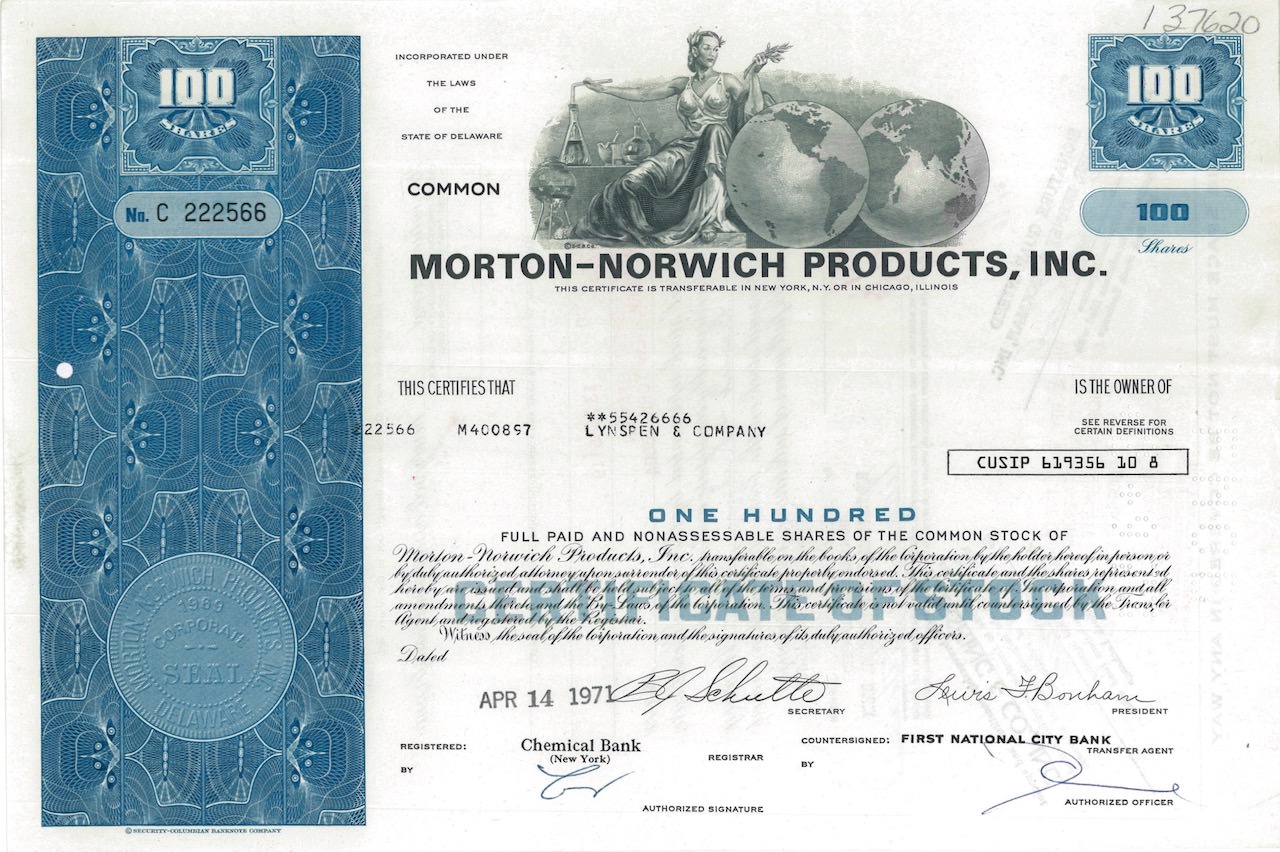 137620
100
SHARES
No. C 222566
INCORPORATED UNDER
THE LAWS
OF THE
STATE OF DELAWARE
COMMON
100
SHARES
100
Shares
MORTON-NORWICH PRODUCTS, INC.
THIS CERTIFICATE IS TRANSFERABLE IN NEW YORK, N.Y. OR IN CHICAGO, ILLINOIS
THIS CERTIFIES THAT
IS THE OWNER OF
**55426666
222566 M400897 LYNSPEN & COMPANY
SEE REVERSE FOR
CERTAIN DEFINITIONS
CUSIP 619356 10 8
ONE HUNDRED
FULL PAID AND NONASSESSABLE SHARES OF THE COMMON STOCK OF
Morton-Norwich Products, Inc., transferable on the books of the Corporation by the holder hereof in person or
by duly authorized attorney upon surrender of this certificate properly endorsed. This certificate and the shares represented
hereby are issued and shall be held subject to all of the terms and provisions of the Certificate of Incorporation and all
amendments thereto, and the By-Laws of the Corporation. This certificate is not valid until countersigned by the Transfer
Agent and registered by the Registrar.
CERTIFICATE OF STOCK
Witness, the seal of the Corporation, and the signatures of its duly authorized officers.
Dated
APR 14 1971
SECRETARY
Lewis F. Bonham
PRESIDENT
MORTON-NORWICH PRODUCTS, INC.
1969
CORPORATE
SEAL
DELAWARE
REGISTERED:
Chemical Bank
(New York)
REGISTRAR
BY
AUTHORIZED SIGNATURE
COUNTERSIGNED: FIRST NATIONAL CITY BANK
TRANSFER AGENT
BY
AUTHORIZED OFFICER
© SECURITY-COLUMBIAN BANKNOTE COMPANY